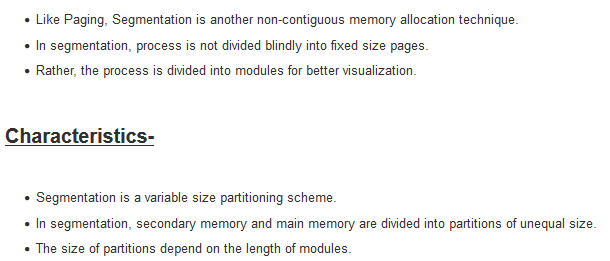 Like Paging, Segmentation is another non-contiguous memory allocation technique.
In segmentation, process is not divided blindly into fixed size pages.
Rather, the process is divided into modules for better visualization.
Characteristics-
Segmentation is a variable size partitioning scheme.
In segmentation, secondary memory and main memory are divided into partitions of unequal size.
The size of partitions depend on the length of modules.